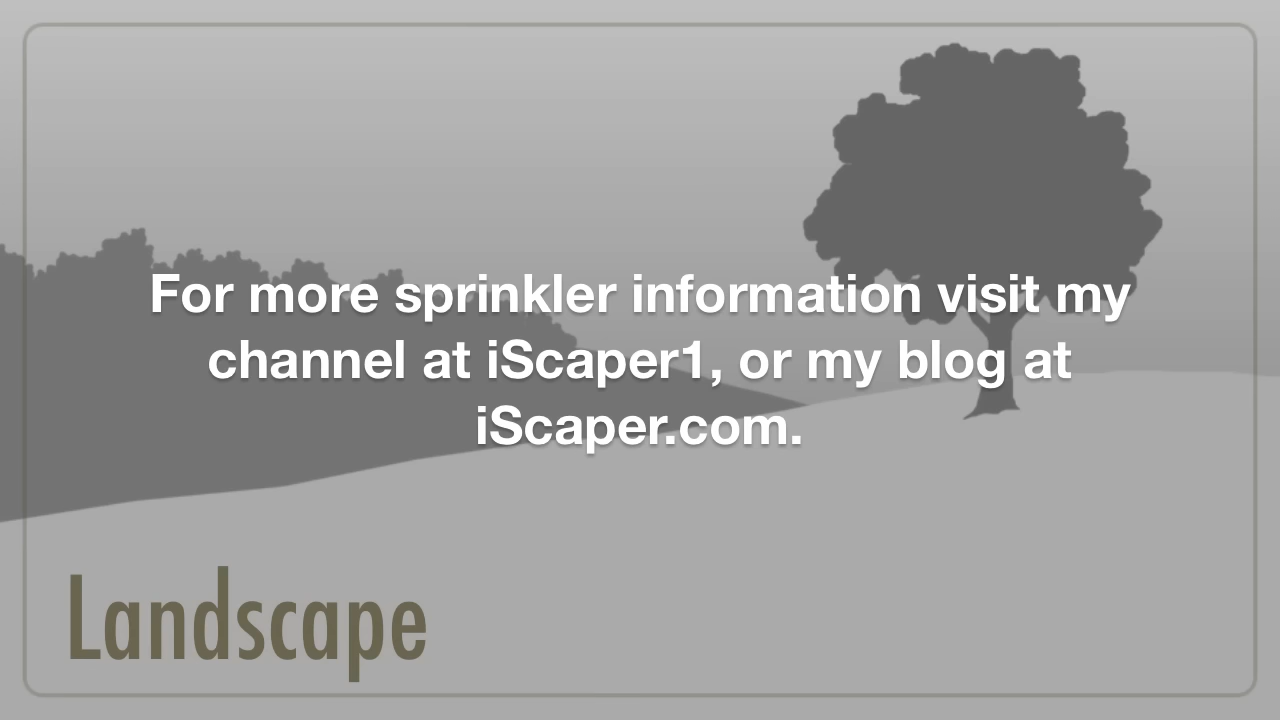 For more sprinkler information visit my
channel at iScaper1, or my blog at
iScaper.com.
Landscape